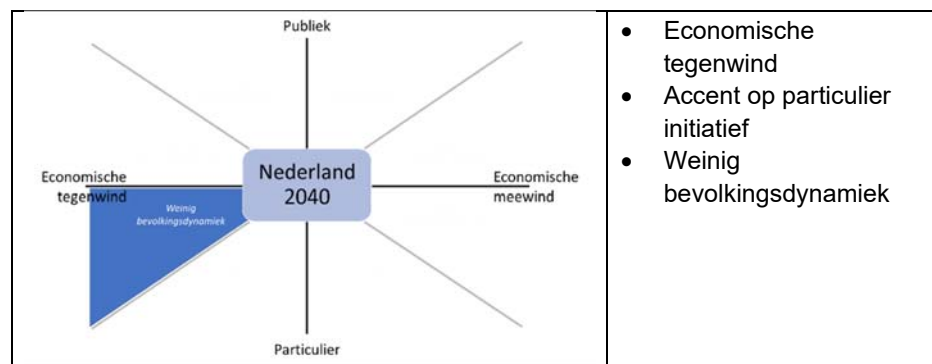 Publiek
Economische
tegenwind
Weinig
bevolkingsdynamiek
Nederland
2040
Economische
meewind
Particulier
• Economische
tegenwind
• Accent op particulier
initiatief
• Weinig
bevolkingsdynamiek